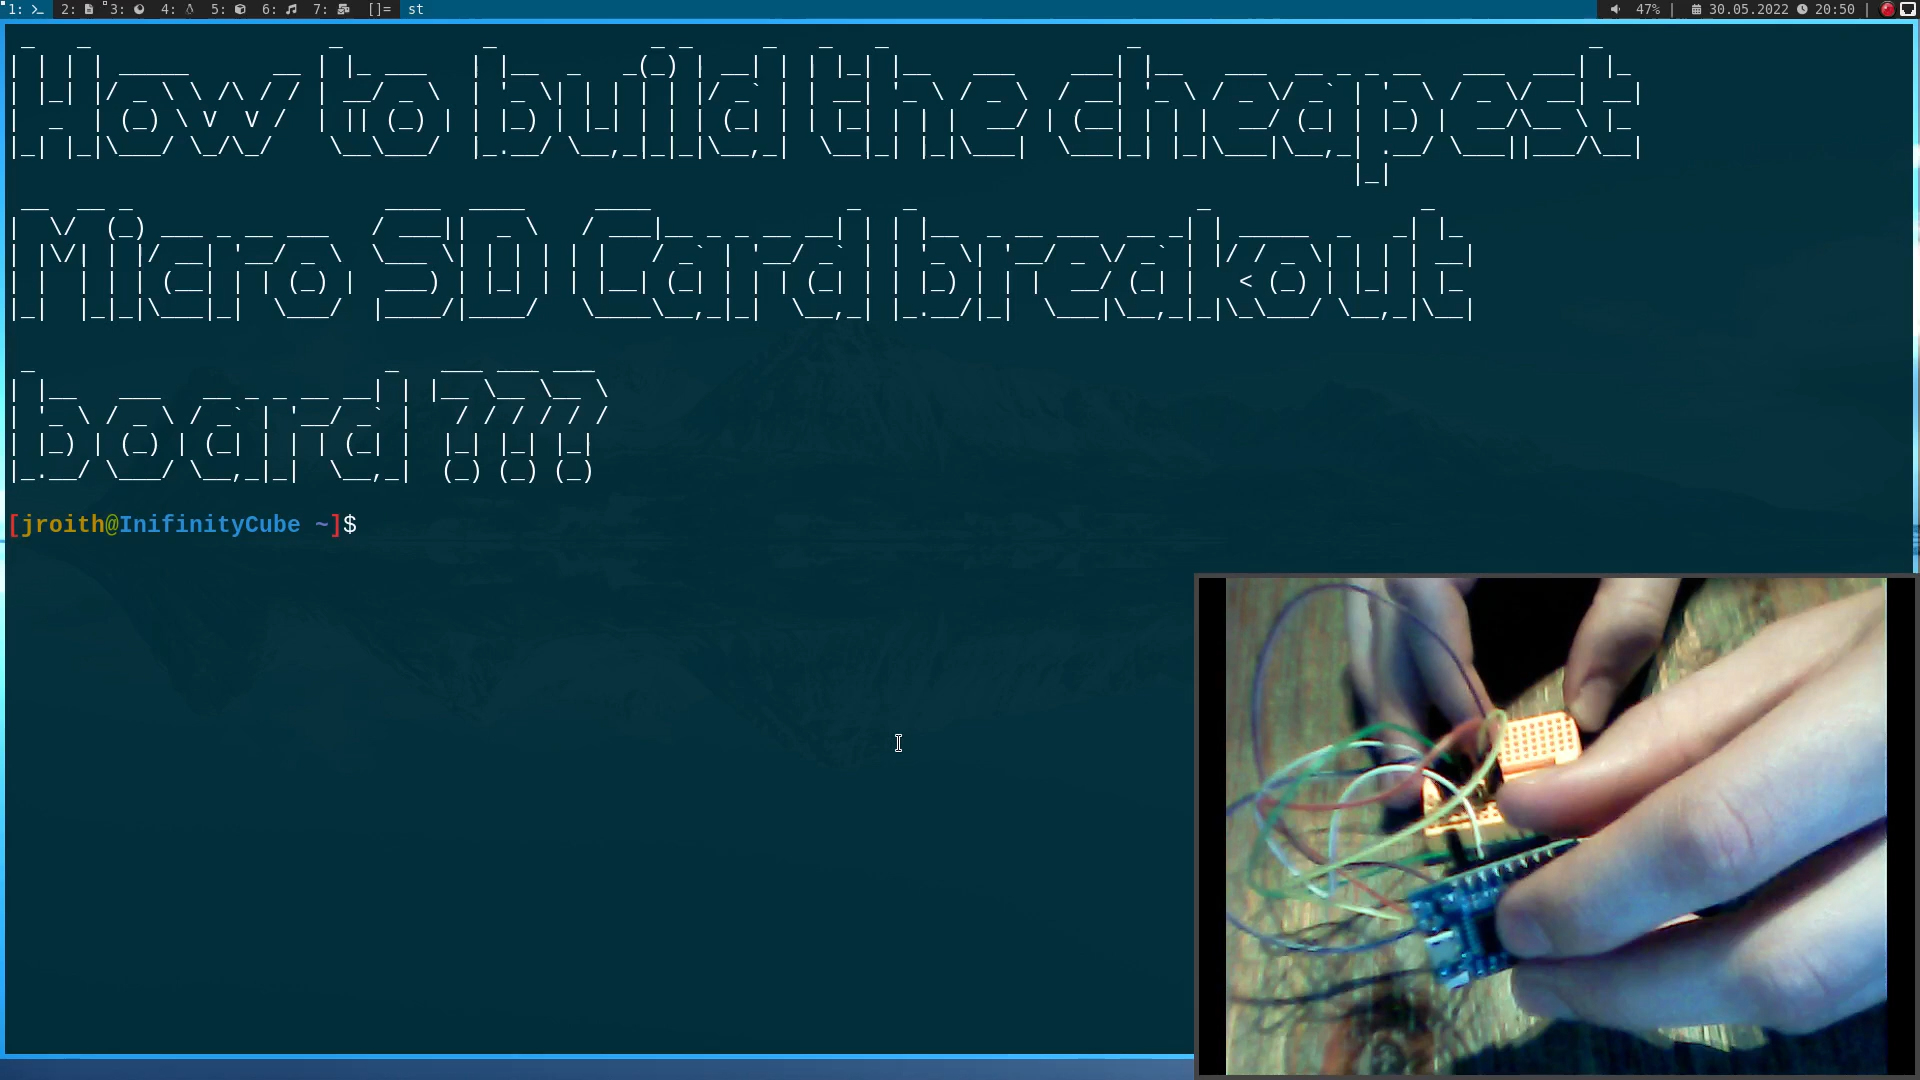 1: 2: 3: 4: 5: 6: 7: []= st 47% | 30.05.2022 20:50 |
How to build the cheapest
Micro SD Card breakout
board ???
[jroith@InifinityCube ~]$